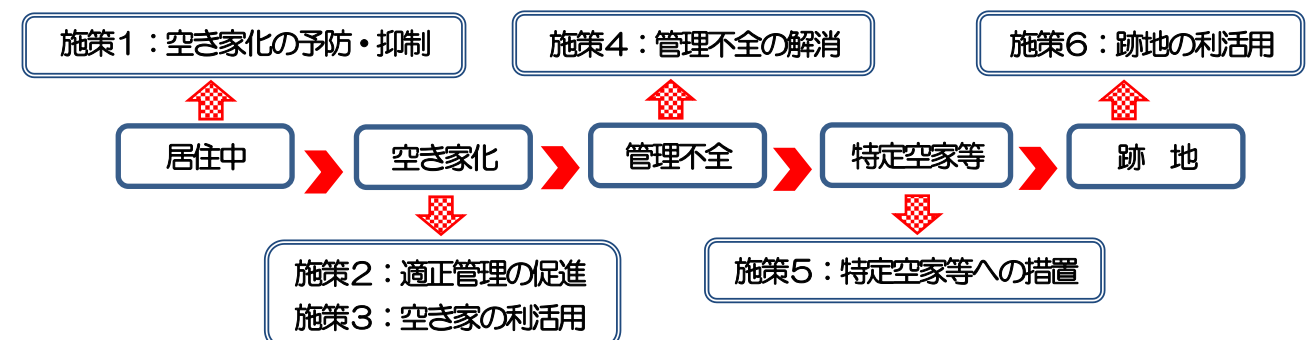 施策１：空き家化の予防・抑制
施策４：管理不全の解消
施策６：跡地の利活用
居住中
空き家化
管理不全
特定空家等
跡　地
施策２：適正管理の促進
施策３：空き家の利活用
施策５：特定空家等への措置